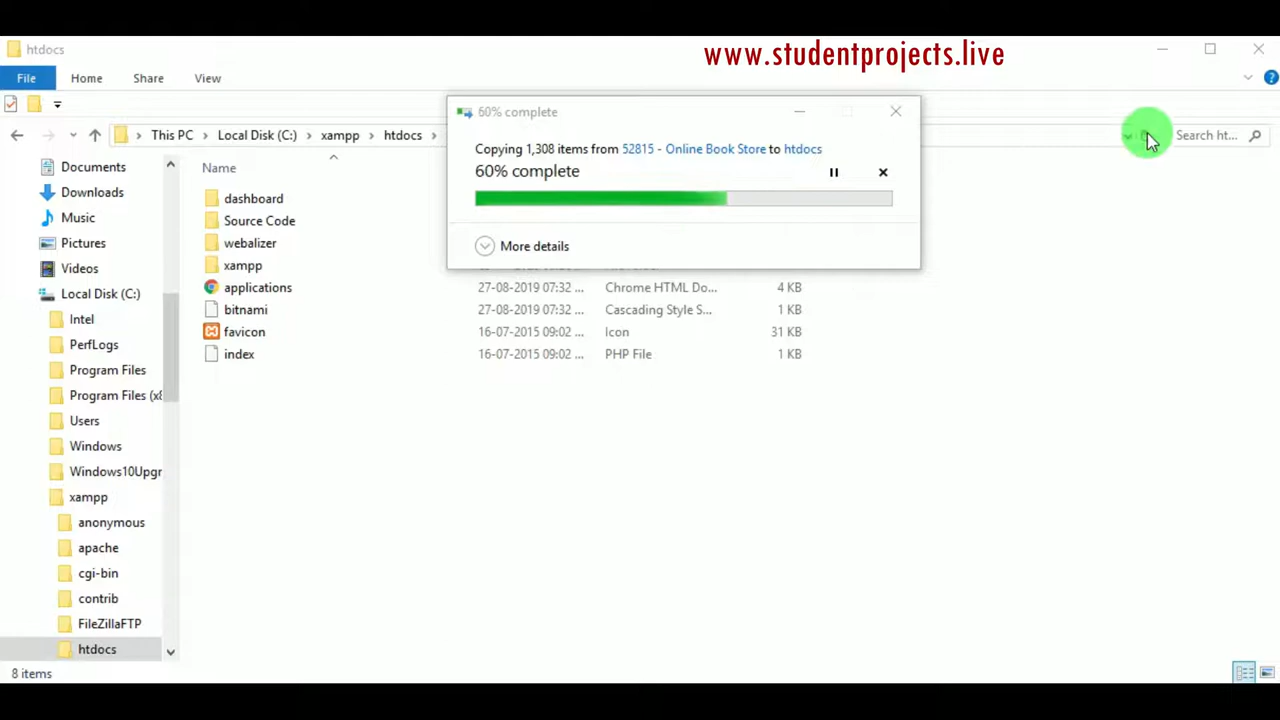 htdocs
www.studentprojects.live
File Home Share View
60% complete
This PC Local Disk (C:) xampp htdocs
Search ht...
Copying 1,308 items from 52815 - Online Book Store to htdocs
60% complete
More details
Documents
Downloads
Music
Pictures
Videos
Local Disk (C:)
Intel
PerfLogs
Program Files
Program Files (x8
Users
Windows
Windows10Upgr
xampp
anonymous
apache
cgi-bin
contrib
FileZillaFTP
htdocs
Name
dashboard
Source Code
webalizer
xampp
applications 27-08-2019 07:32 ... Chrome HTML Do... 4 KB
bitnami 27-08-2019 07:32 ... Cascading Style S... 1 KB
favicon 16-07-2015 09:02 ... Icon 31 KB
index 16-07-2015 09:02 ... PHP File 1 KB
8 items